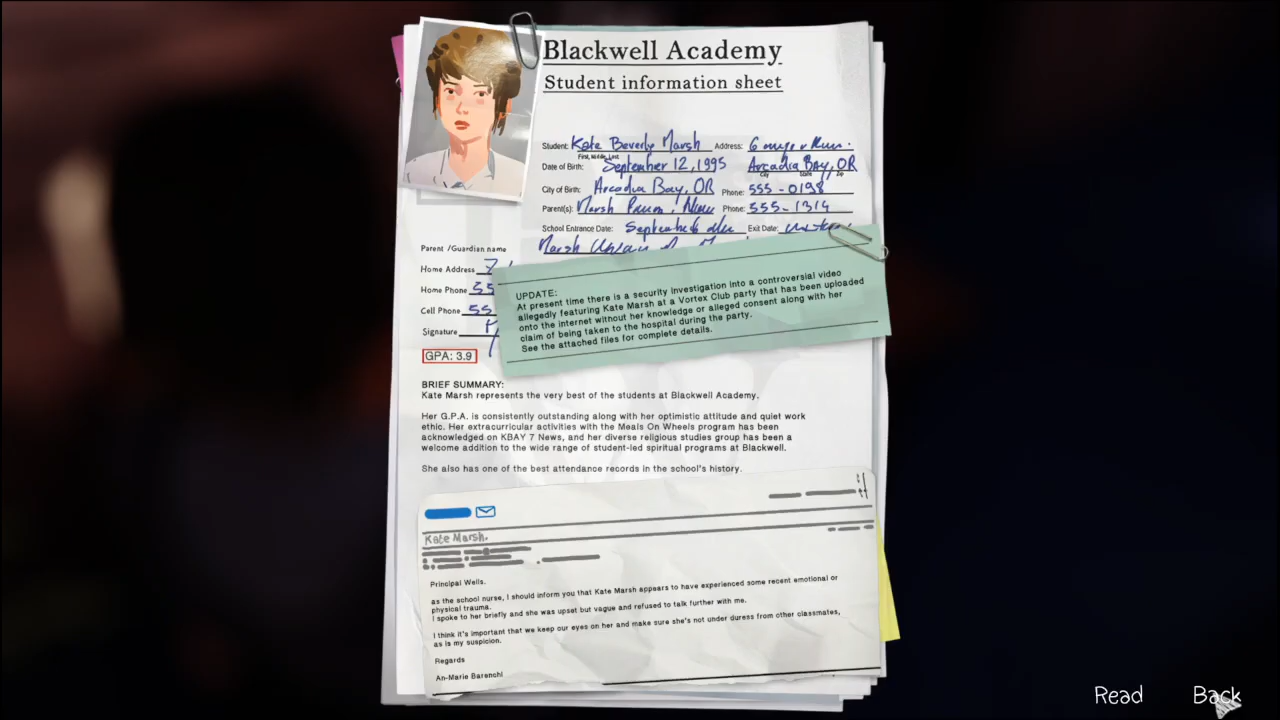 Blackwell Academy
Student information sheet
Student: Kate Beverly Marsh Address:
First, Middle, Last
Date of Birth: September 12, 1995 Arcadia Bay, OR
City State Zip
City of Birth: Arcadia Bay, OR Phone: 555-0198
Parent(s): Marsh Phone: 555-1314
School Entrance Date: September Exit Date:
Marsh
Parent /Guardian name
Home Address 7
Home Phone 55
Cell Phone 55
Signature
GPA: 3.9
UPDATE:
At present time there is a security investigation into a controversial video
allegedly featuring Kate Marsh at a Vortex Club party that has been uploaded
onto the internet without her knowledge or alleged consent along with her
claim of being taken to the hospital during the party.
See the attached files for complete details.
BRIEF SUMMARY:
Kate Marsh represents the very best of the students at Blackwell Academy.
Her G.P.A. is consistently outstanding along with her optimistic attitude and quiet work
ethic. Her extracurricular activities with the Meals On Wheels program has been
acknowledged on KBAY 7 News, and her diverse religious studies group has been a
welcome addition to the wide range of student-led spiritual programs at Blackwell.
She also has one of the best attendance records in the school's history.
Kate Marsh.
Principal Wells.
as the school nurse, I should inform you that Kate Marsh appears to have experienced some recent emotional or
physical trauma.
I spoke to her briefly and she was upset but vague and refused to talk further with me.
I think it's important that we keep our eyes on her and make sure she's not under duress from other classmates,
as is my suspicion.
Regards
An-Marie Barenchi
Read Back